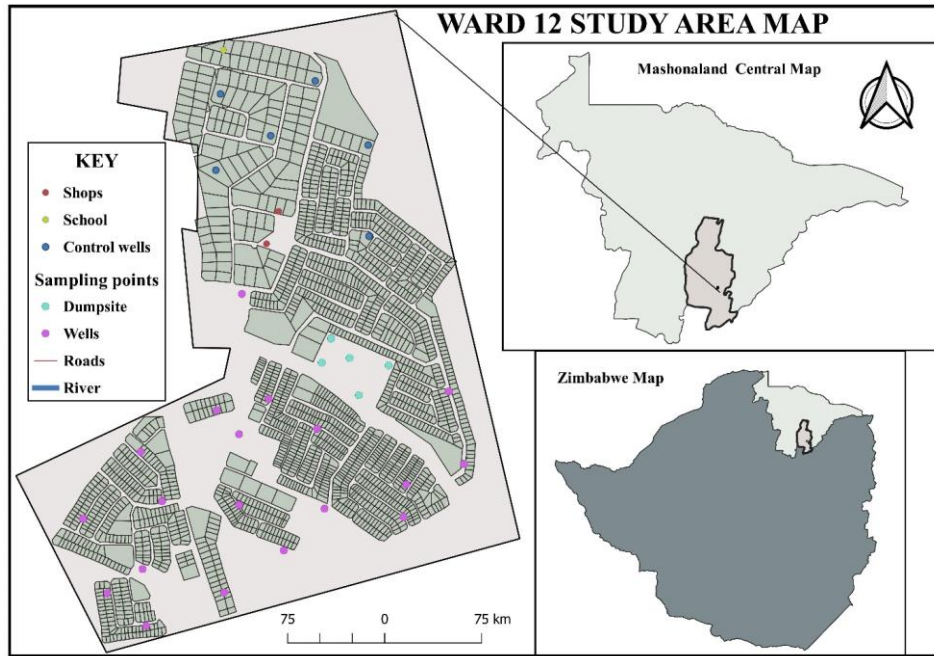 WARD 12 STUDY AREA MAP
Mashonaland Central Map
KEY
Shops
School
Control wells
Sampling points
Dumpsite
Wells
Roads
River
Zimbabwe Map
75 0 75 km